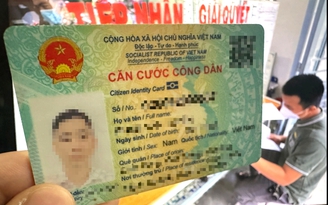 TIẾP NHẬN GIẢI QUYẾT
CỘNG HÒA XÃ HỘI CHỦ NGHĨA VIỆT NAM
Độc lập - Tự do - Hạnh phúc
SOCIALIST REPUBLIC OF VIET NAM
Independence - Freedom - Happiness
CĂN CƯỚC CÔNG DÂN
Citizen Identity Card
Số / No.:
Họ và tên / Full name:
Ngày sinh / Date of birth:
Giới tính / Sex: Nam Quốc tịch / Việt Nam
Quê quán / Place of origin:
Nơi thường trú / Place of